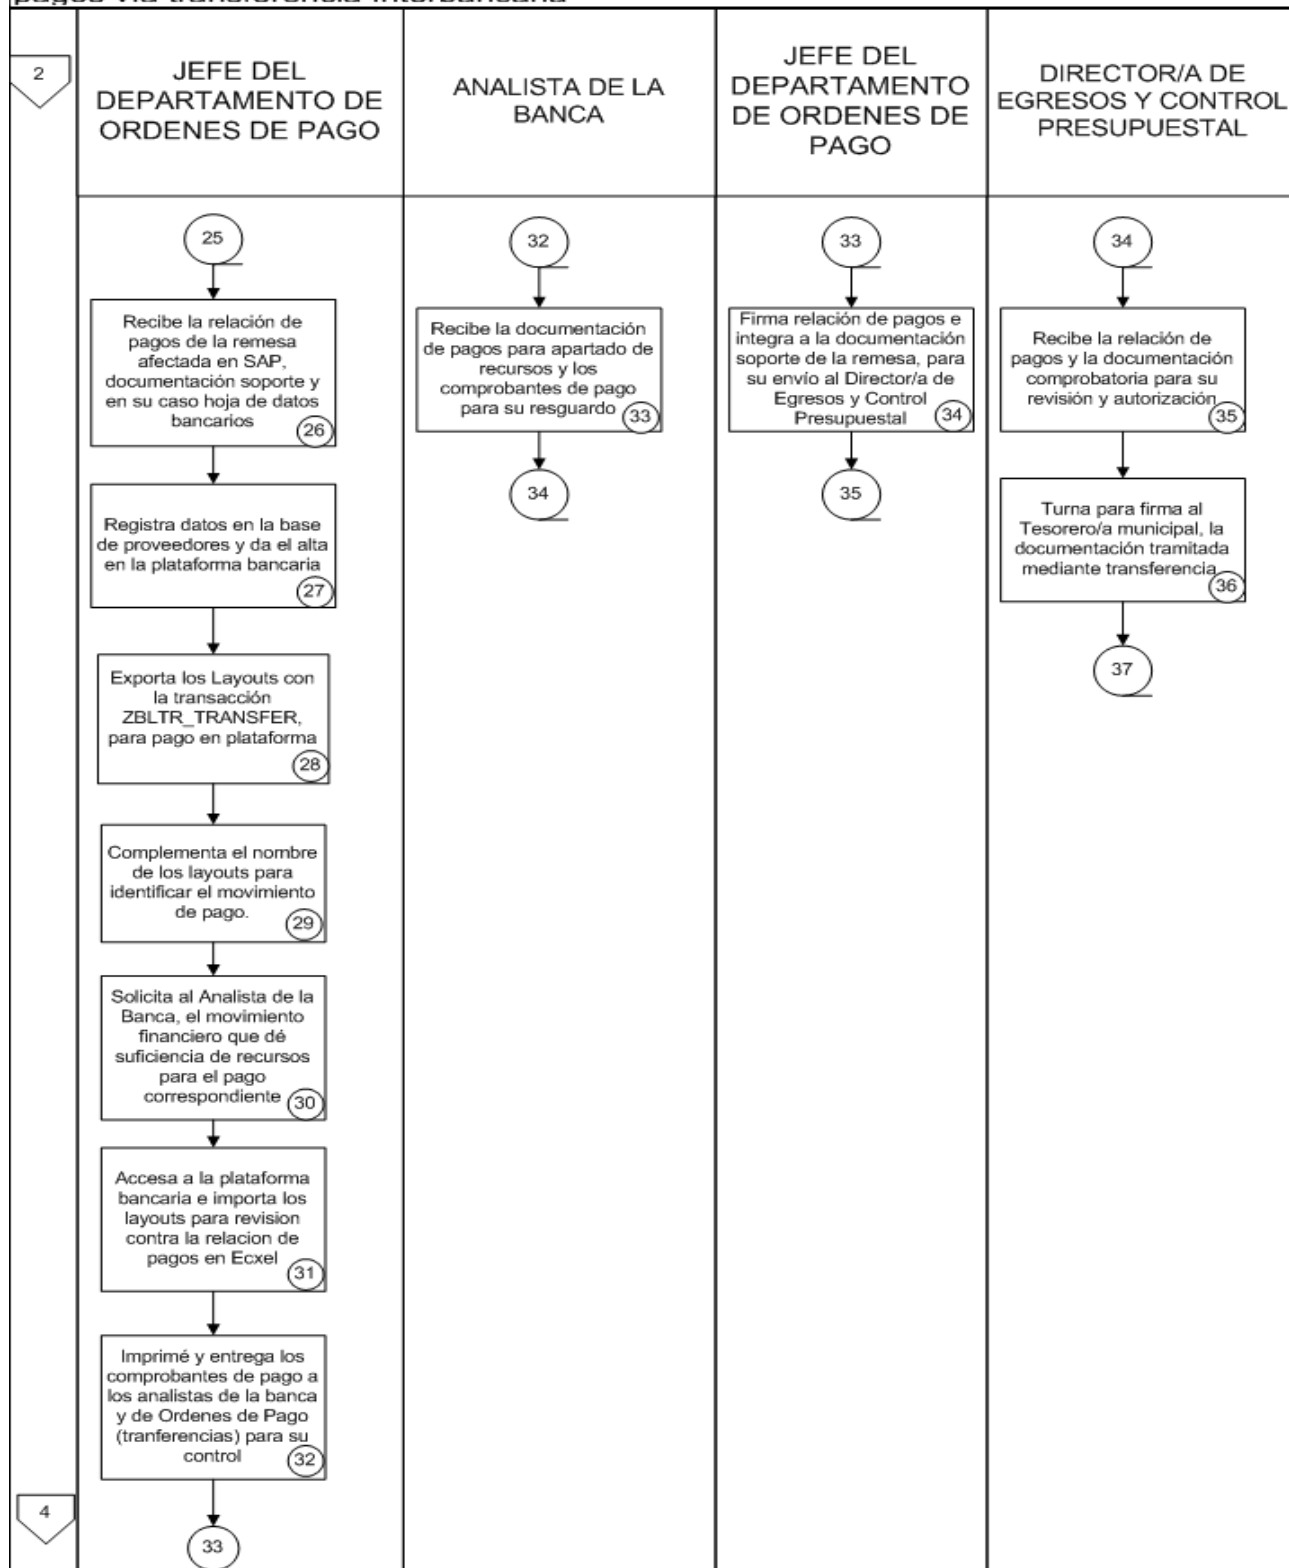 pagos vía transferencia interbancaria
2
JEFE DEL
DEPARTAMENTO DE
ORDENES DE PAGO
ANALISTA DE LA
BANCA
JEFE DEL
DEPARTAMENTO
DE ORDENES DE
PAGO
DIRECTOR/A DE
EGRESOS Y CONTROL
PRESUPUESTAL
25
Recibe la relación de
pagos de la remesa
afectada en SAP,
documentación soporte y
en su caso hoja de datos
bancarios
26
Registra datos en la base
de proveedores y da el alta
en la plataforma bancaria
27
Exporta los Layouts con
la transacción
ZBLTR_TRANSFER,
para pago en plataforma
28
Complementa el nombre
de los layouts para
identificar el movimiento
de pago.
29
Solicita al Analista de la
Banca, el movimiento
financiero que dé
suficiencia de recursos
para el pago
correspondiente
30
Accesa a la plataforma
bancaria e importa los
layouts para revision
contra la relacion de
pagos en Ecxel
31
Imprimé y entrega los
comprobantes de pago a
los analistas de la banca
y de Ordenes de Pago
(tranferencias) para su
control
32
33
32
Recibe la documentación
de pagos para apartado de
recursos y los
comprobantes de pago
para su resguardo
33
34
33
Firma relación de pagos e
integra a la documentación
soporte de la remesa, para
su envío al Director/a de
Egresos y Control
Presupuestal
34
35
34
Recibe la relación de
pagos y la documentación
comprobatoria para su
revisión y autorización
35
Turna para firma al
Tesorero/a municipal, la
documentación tramitada
mediante transferencia
36
37
4